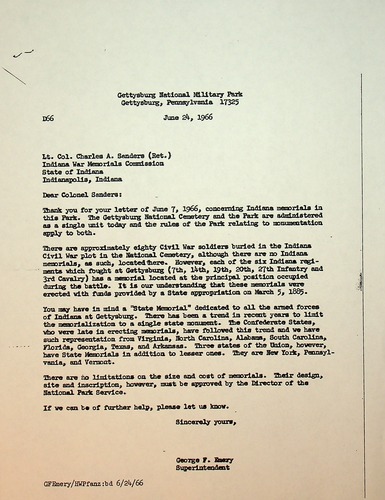 Gettysburg National Military Park
Gettysburg, Pennsylvania 17325
D66
June 24, 1966
Lt. Col. Charles A. Sanders (Ret.)
Indiana War Memorials Commission
State of Indiana
Indianapolis, Indiana
Dear Colonel Sanders:
Thank you for your letter of June 7, 1966, concerning Indiana memorials in
this Park. The Gettysburg National Cemetery and the Park are administered
as a single unit today and the rules of the Park relating to monumentation
apply to both.
There are approximately eighty Civil War soldiers buried in the Indiana
Civil War plot in the National Cemetery, although there are no Indiana
memorials, as such, located there. However, each of the six Indiana regi-
ments which fought at Gettysburg (7th, 14th, 19th, 20th, 27th Infantry and
3rd Cavalry) has a memorial located at the principal position occupied
during the battle. It is our understanding that these memorials were
erected with funds provided by a State appropriation on March 5, 1885.
You may have in mind a "State Memorial" dedicated to all the armed forces
of Indiana at Gettysburg. There has been a trend in recent years to limit
the memorialization to a single state monument. The Confederate States,
who were late in erecting memorials, have followed this trend and we have
such representation from Virginia, North Carolina, Alabama, South Carolina,
Florida, Georgia, Texas, and Arkansas. Three states of the Union, however,
have State Memorials in addition to lesser ones. They are New York, Pennsyl-
vania, and Vermont.
There are no limitations on the size and cost of memorials. Their design,
site and inscription, however, must be approved by the Director of the
National Park Service.
If we can be of further help, please let us know.
Sincerely yours,
George F. Emery
Superintendent
GFEmery/HWPfanz:bd 6/24/66